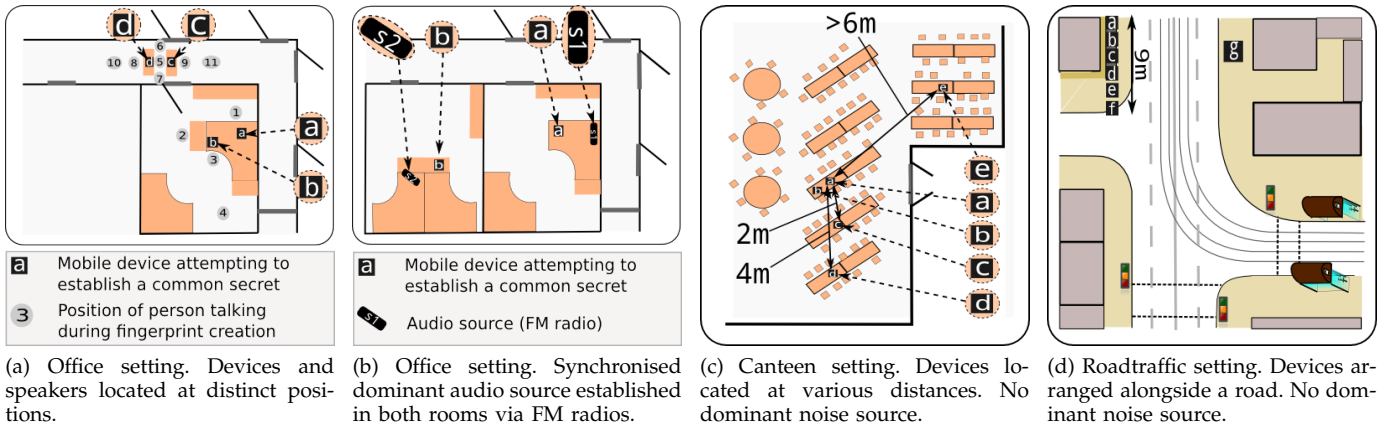 d
c
6
10
8
d
5
c
9
11
7
1
2
a
b
3
4
a
b
a
Mobile device attempting to
establish a common secret
3
Position of person talking
during fingerprint creation
(a) Office setting. Devices and
speakers located at distinct posi-
tions.
s2
b
a
s1
a
s1
b
s2
a
Mobile device attempting to
establish a common secret
s1
Audio source (FM radio)
(b) Office setting. Synchronised
dominant audio source established
in both rooms via FM radios.
>6m
e
a
b
c
d
2m
4m
e
a
b
c
d
(c) Canteen setting. Devices lo-
cated at various distances. No
dominant noise source.
a
b
c
d
e
f
9m
g
(d) Roadtraffic setting. Devices ar-
ranged alongside a road. No dom-
inant noise source.